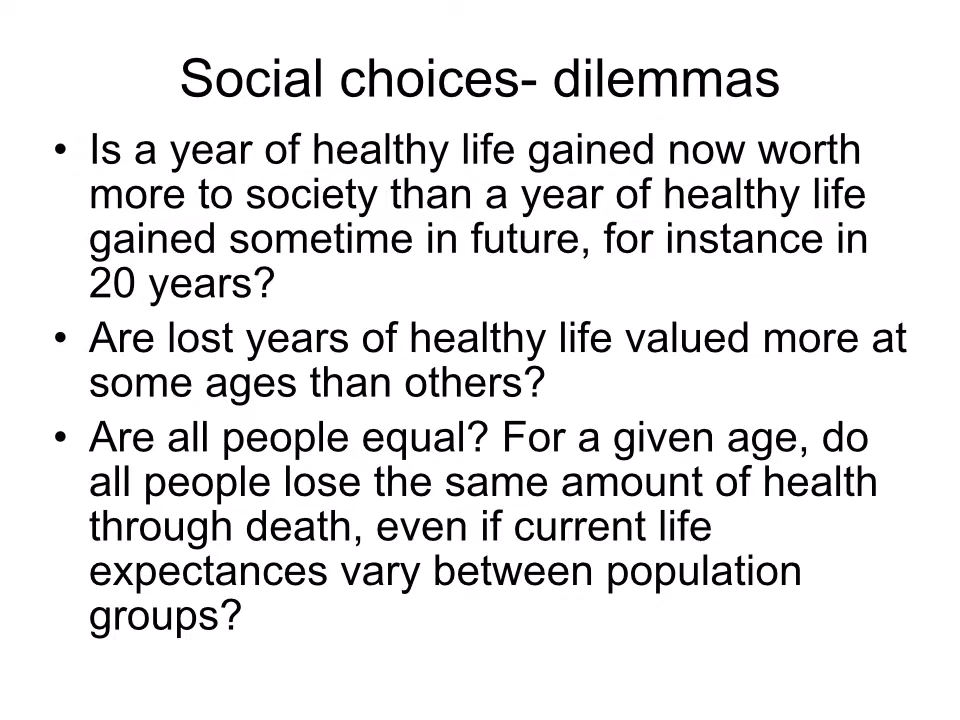 Social choices- dilemmas
• Is a year of healthy life gained now worth
more to society than a year of healthy life
gained sometime in future, for instance in
20 years?
• Are lost years of healthy life valued more at
some ages than others?
• Are all people equal? For a given age, do
all people lose the same amount of health
through death, even if current life
expectances vary between population
groups?